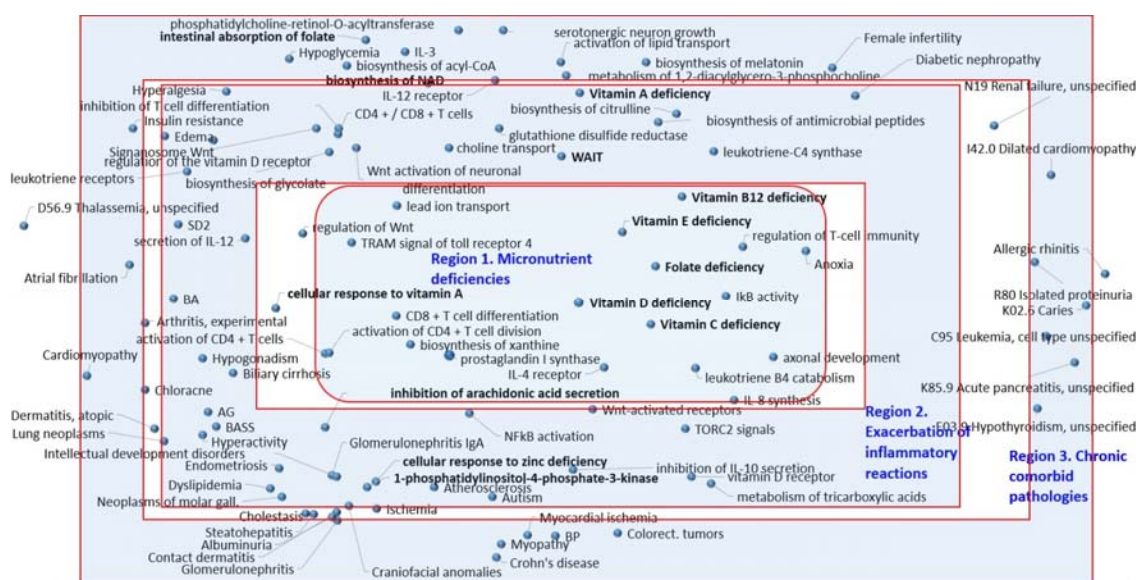 phosphatidylcholine-retinol-O-acyltransferase
intestinal absorption of folate
serotonergic neuron growth
Hypoglycemia
IL-3
activation of lipid transport
Female infertility
biosynthesis of acyl-CoA
biosynthesis of melatonin
Diabetic nephropathy
biosynthesis of NAD
metabolism of 1,2-diacylglycero-3-phosphocholine
Hyperalgesia
IL-12 receptor
Vitamin A deficiency
N19 Renal failure, unspecified
inhibition of T cell differentiation
CD4 + / CD8 + T cells
biosynthesis of citrulline
Insulin resistance
biosynthesis of antimicrobial peptides
Edema
glutathione disulfide reductase
Signanosome Wnt
choline transport
WAIT
leukotriene-C4 synthase
I42.0 Dilated cardiomyopathy
regulation of the vitamin D receptor
leukotriene receptors
biosynthesis of glycolate
Wnt activation of neuronal
differentiation
Vitamin B12 deficiency
D56.9 Thalassemia, unspecified
lead ion transport
SD2
regulation of Wnt
Vitamin E deficiency
secretion of IL-12
TRAM signal of toll receptor 4
regulation of T-cell immunity
Allergic rhinitis
Region 1. Micronutrient
deficiencies
Anoxia
Atrial fibrillation
Folate deficiency
cellular response to vitamin A
IkB activity
R80 Isolated proteinuria
BA
Vitamin D deficiency
K02.6 Caries
Arthritis, experimental
CD8 + T cell differentiation
Vitamin C deficiency
activation of CD4 + T cells
activation of CD4 + T cell division
C95 Leukemia, cell type unspecified
biosynthesis of xanthine
Cardiomyopathy
Hypogonadism
prostaglandin I synthase
axonal development
Biliary cirrhosis
IL-4 receptor
leukotriene B4 catabolism
Chloracne
inhibition of arachidonic acid secretion
K85.9 Acute pancreatitis, unspecified
IL-8 synthesis
Dermatitis, atopic
AG
Wnt-activated receptors
Region 2.
Exacerbation of
inflammatory
reactions
BASS
TORC2 signals
E03.9 Hypothyroidism, unspecified
Lung neoplasms
Hyperactivity
NFkB activation
Intellectual development disorders
Glomerulonephritis IgA
Region 3. Chronic
comorbid
pathologies
Endometriosis
cellular response to zinc deficiency
inhibition of IL-10 secretion
1-phosphatidylinositol-4-phosphate-3-kinase
vitamin D receptor
Dyslipidemia
Atherosclerosis
metabolism of tricarboxylic acids
Neoplasms of molar gall.
Autism
Ischemia
Cholestasis
Myocardial ischemia
Steatohepatitis
BP
Colorect. tumors
Albuminuria
Myopathy
Contact dermatitis
Crohn's disease
Glomerulonephritis
Craniofacial anomalies